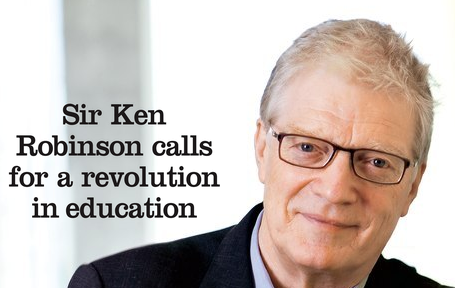 Sir Ken
Robinson calls
for a revolution
in education